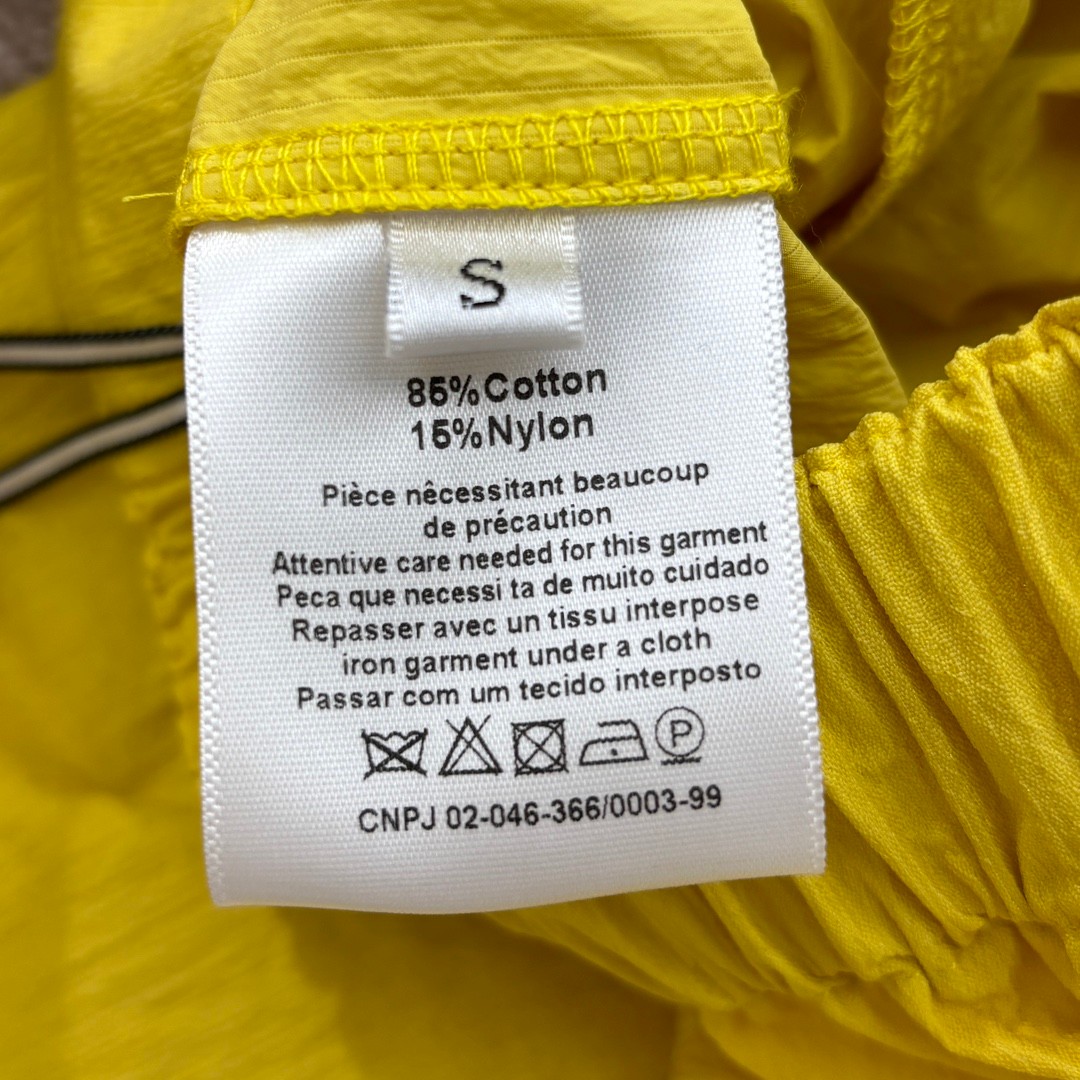 S
85%Cotton
15%Nylon
Pièce nêcessitant beaucoup
de précaution
Attentive care needed for this garment
Peca que necessi ta de muito cuidado
Repasser avec un tissu interpose
iron garment under a cloth
Passar com um tecido interposto
P
CNPJ 02-046-366/0003-99